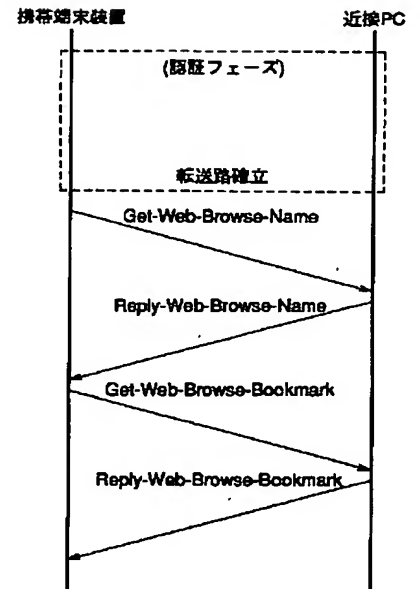 携帯端末装置
近接PC
(認証フェーズ)
転送路確立
Get-Web-Browse-Name
Reply-Web-Browse-Name
Get-Web-Browse-Bookmark
Reply-Web-Browse-Bookmark